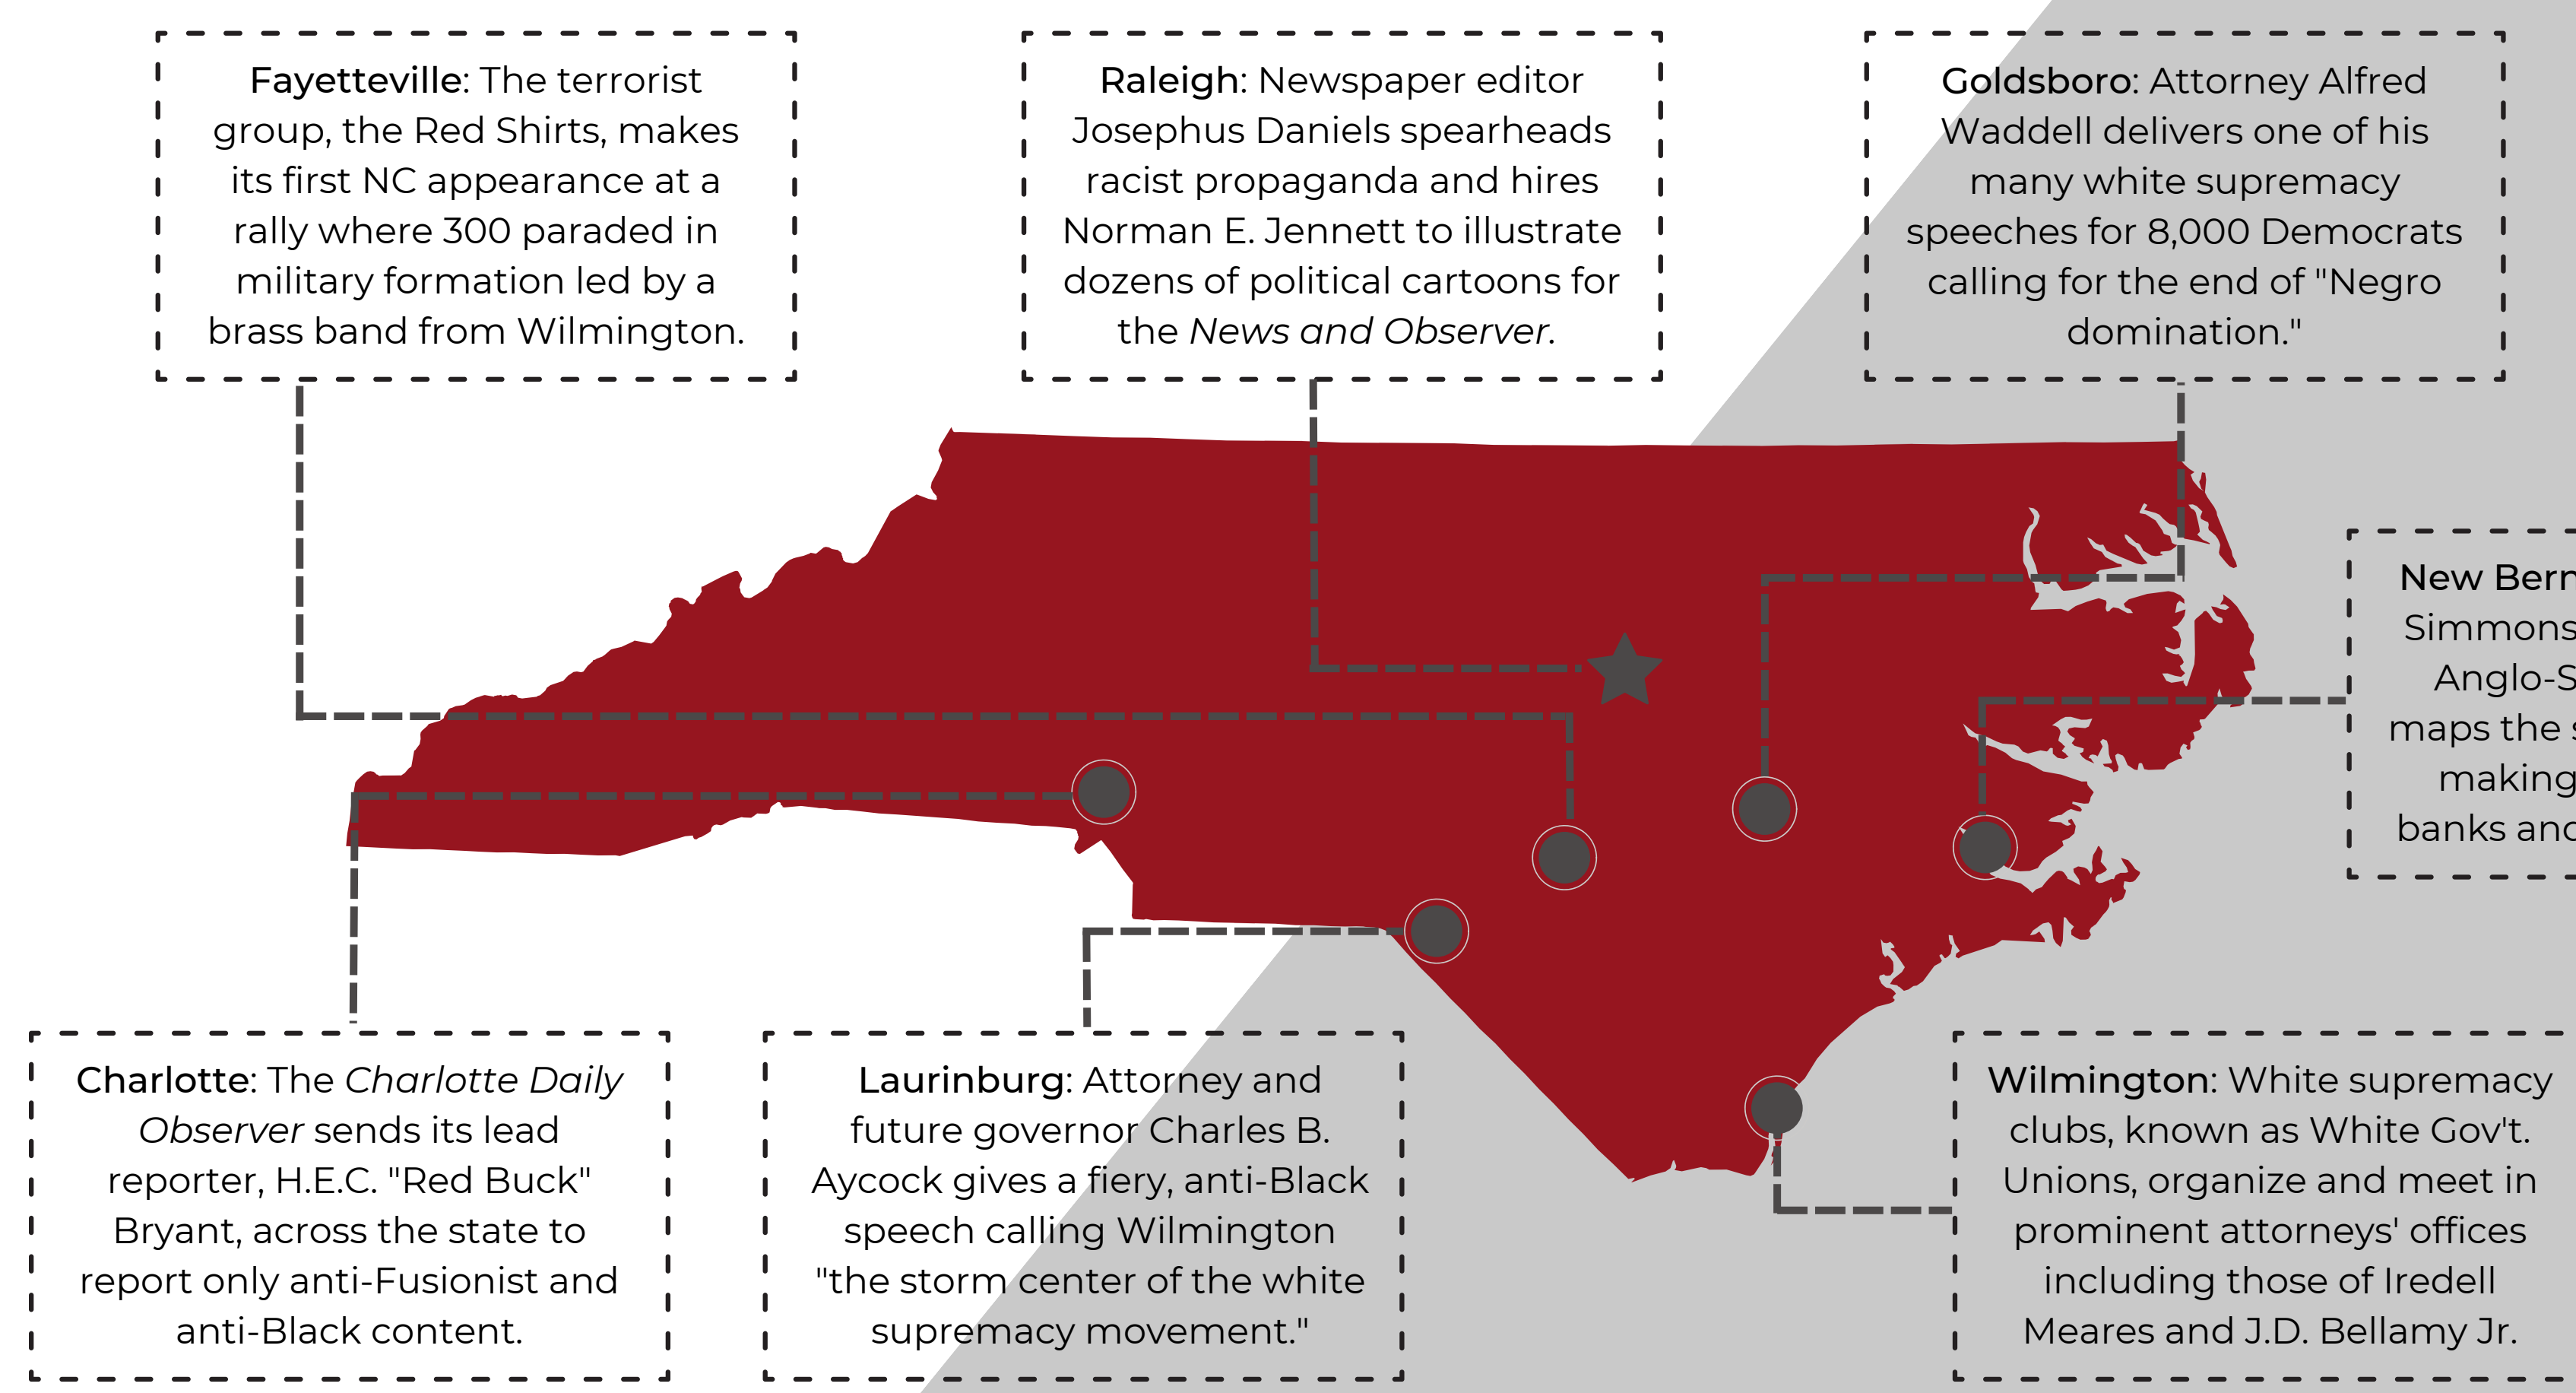 Fayetteville: The terrorist
group, the Red Shirts, makes
its first NC appearance at a
rally where 300 paraded in
military formation led by a
brass band from Wilmington.
Raleigh: Newspaper editor
Josephus Daniels spearheads
racist propaganda and hires
Norman E. Jennett to illustrate
dozens of political cartoons for
the News and Observer.
Goldsboro: Attorney Alfred
Waddell delivers one of his
many white supremacy
speeches for 8,000 Democrats
calling for the end of "Negro
domination."
New Bern
Simmons
Anglo-S
maps the s
making
banks and
Charlotte: The Charlotte Daily
Observer sends its lead
reporter, H.E.C. "Red Buck"
Bryant, across the state to
report only anti-Fusionist and
anti-Black content.
Laurinburg: Attorney and
future governor Charles B.
Aycock gives a fiery, anti-Black
speech calling Wilmington
"the storm center of the white
supremacy movement."
Wilmington: White supremacy
clubs, known as White Gov't.
Unions, organize and meet in
prominent attorneys' offices
including those of Iredell
Meares and J.D. Bellamy Jr.